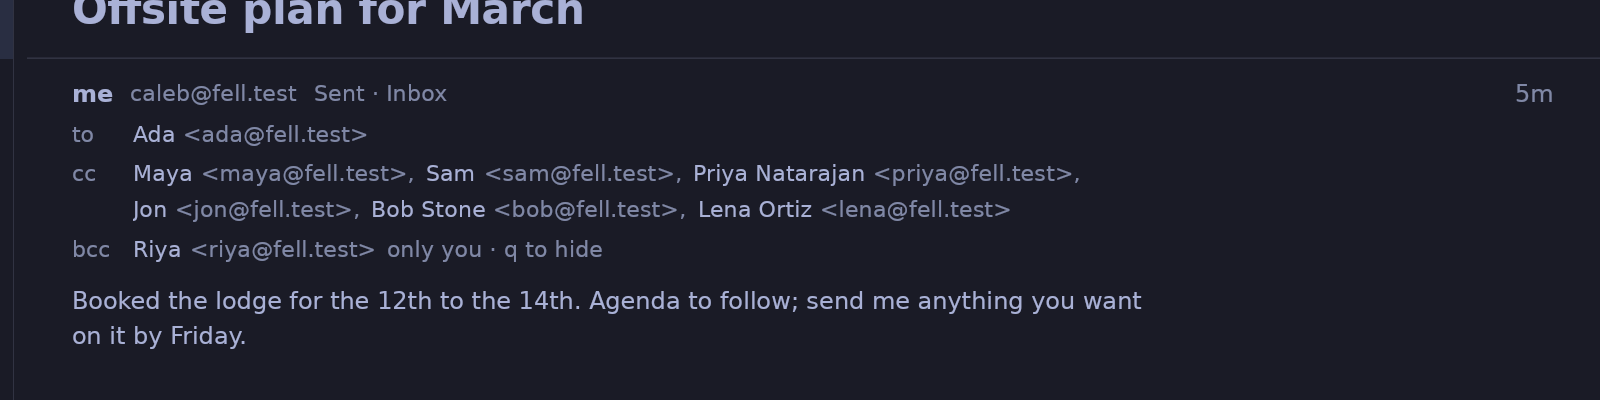 Offsite plan for March
me caleb@fell.test Sent · Inbox 5m
to Ada <ada@fell.test>
cc Maya <maya@fell.test>, Sam <sam@fell.test>, Priya Natarajan <priya@fell.test>,
Jon <jon@fell.test>, Bob Stone <bob@fell.test>, Lena Ortiz <lena@fell.test>
bcc Riya <riya@fell.test> only you · q to hide
Booked the lodge for the 12th to the 14th. Agenda to follow; send me anything you want
on it by Friday.